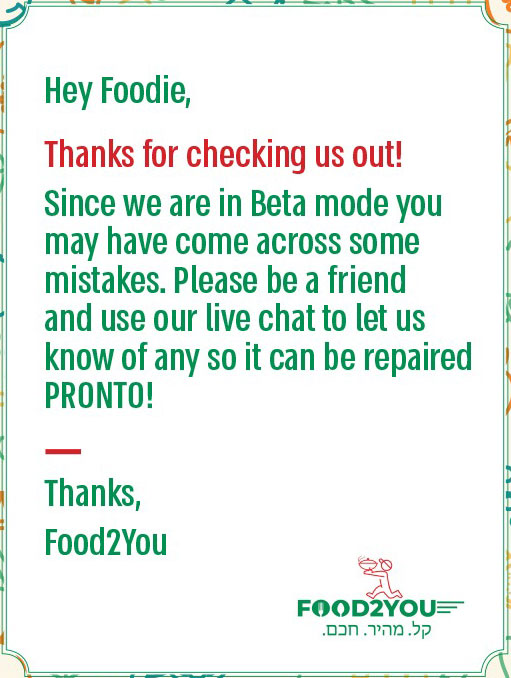 Hey Foodie,
Thanks for checking us out!
Since we are in Beta mode you
may have come across some
mistakes. Please be a friend
and use our live chat to let us
know of any so it can be repaired
PRONTO!
Thanks,
Food2You
FOOD2YOU
קל. מהיר. חכם.